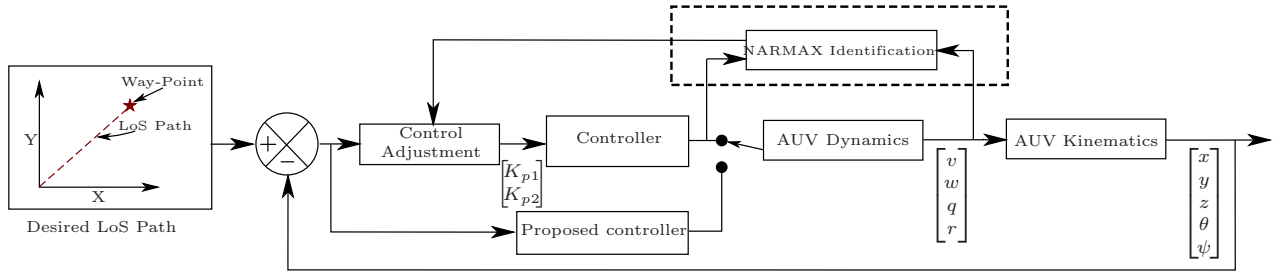 NARMAX Identification
Way-Point
LoS Path
Y
X
Desired LoS Path
+
−
Control
Adjustment
[K_{p1}
K_{p2}]
Controller
Proposed controller
AUV Dynamics
[v
w
q
r]
AUV Kinematics
[x
y
z
θ
ψ]